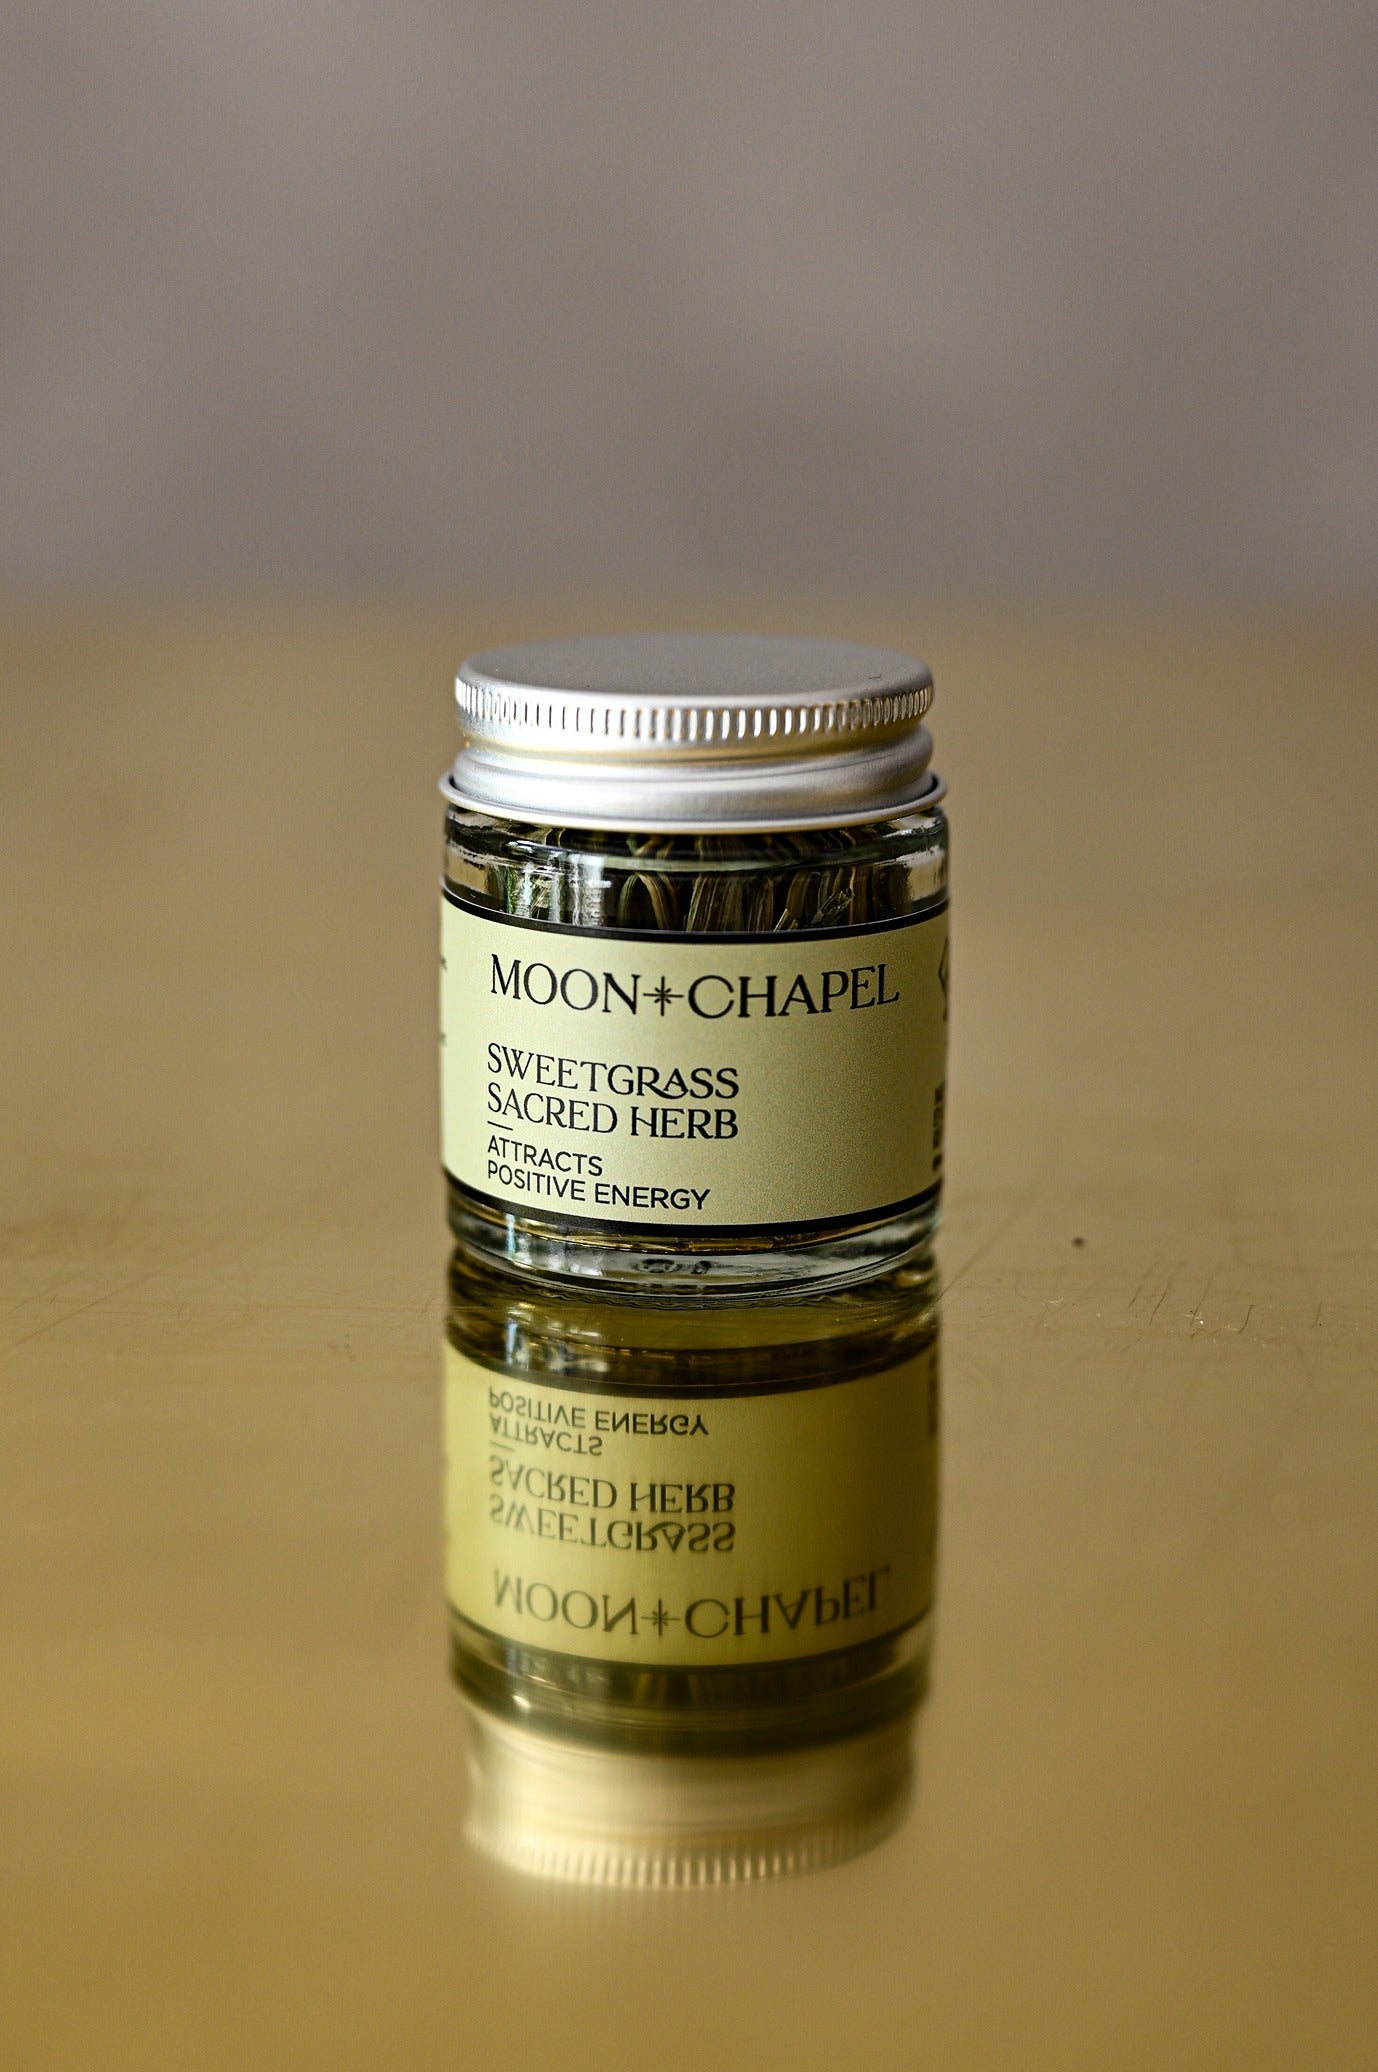 MOON+CHAPEL
SWEETGRASS
SACRED HERB
ATTRACTS
POSITIVE ENERGY